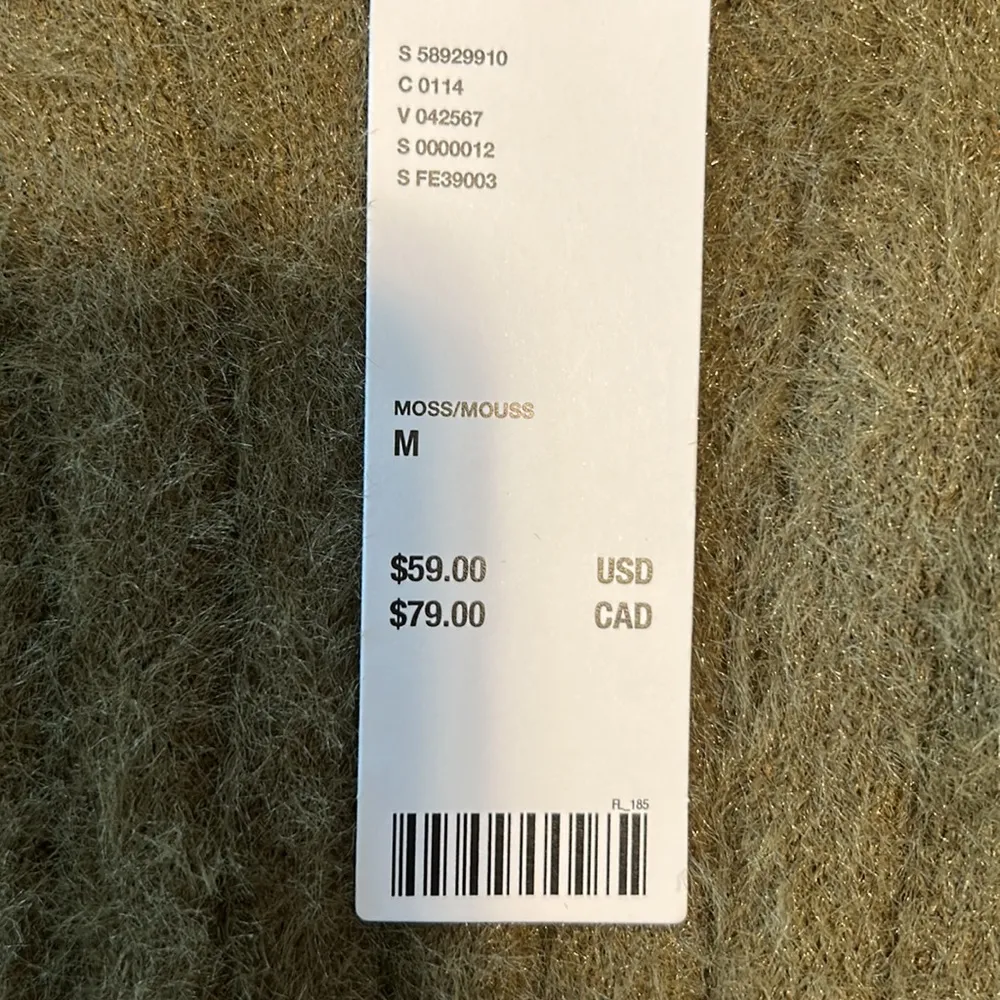 S 58929910
C 0114
V 042567
S 0000012
S FE39003
MOSS/MOUSS
M
$59.00 USD
$79.00 CAD
FL_185